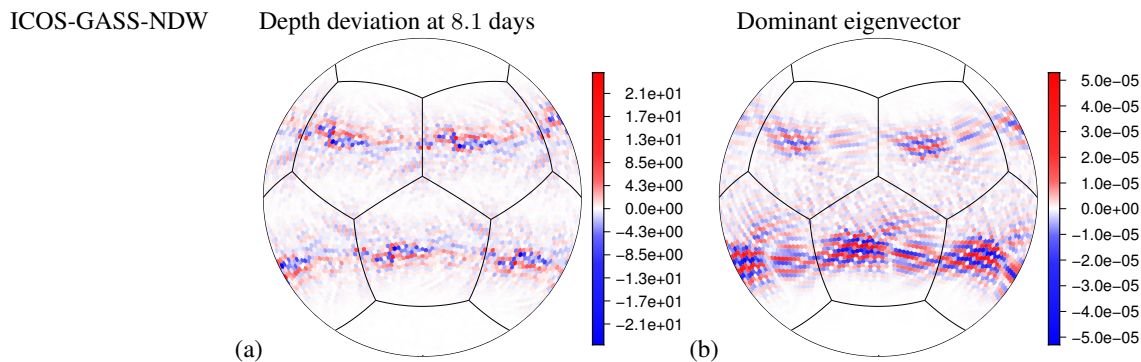 ICOS-GASS-NDW
Depth deviation at 8.1 days
Dominant eigenvector
2.1e+01
1.7e+01
1.3e+01
8.5e+00
4.3e+00
0.0e+00
-4.3e+00
-8.5e+00
-1.3e+01
-1.7e+01
-2.1e+01
(a)
5.0e-05
4.0e-05
3.0e-05
2.0e-05
1.0e-05
0.0e+00
-1.0e-05
-2.0e-05
-3.0e-05
-4.0e-05
-5.0e-05
(b)